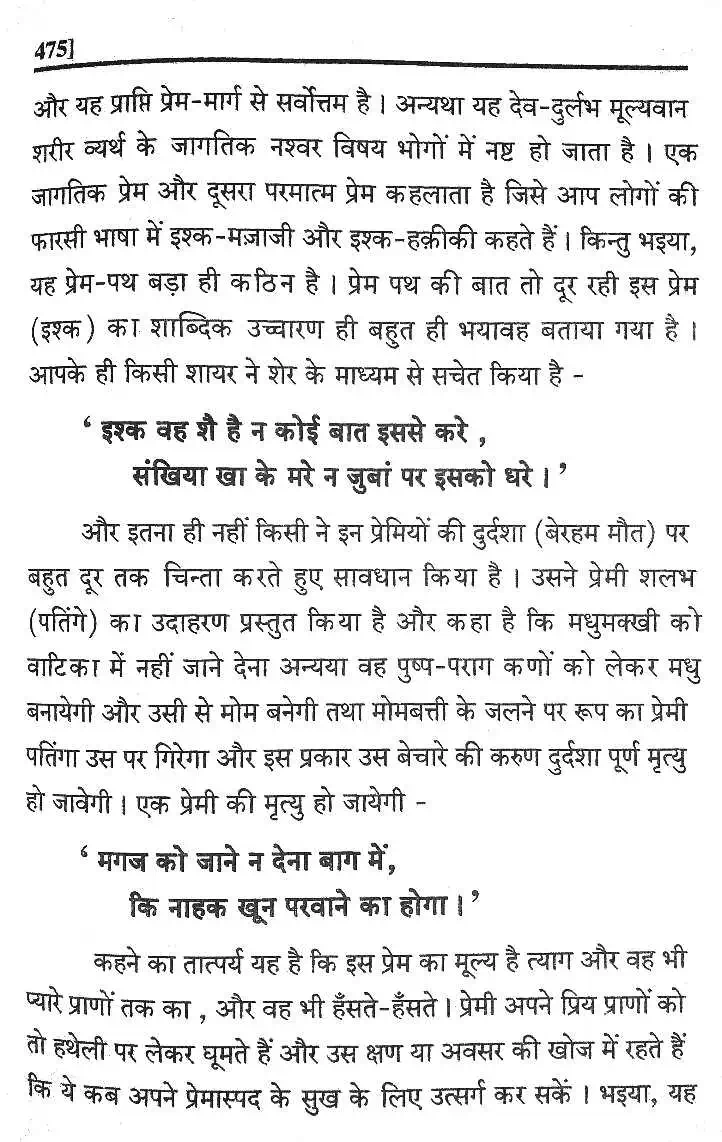 475]
और यह प्राप्ति प्रेम-मार्ग से सर्वोत्तम है । अन्यथा यह देव-दुर्लभ मूल्यवान
शरीर व्यर्थ के जागतिक नश्वर विषय भोगों में नष्ट हो जाता है । एक
जागतिक प्रेम और दूसरा परमात्म प्रेम कहलाता है जिसे आप लोगों की
फारसी भाषा में इश्क-मज़ाजी और इश्क-हक़ीकी कहते हैं । किन्तु भइया,
यह प्रेम-पथ बड़ा ही कठिन है । प्रेम पथ की बात तो दूर रही इस प्रेम
(इश्क) का शाब्दिक उच्चारण ही बहुत ही भयावह बताया गया है ।
आपके ही किसी शायर ने शेर के माध्यम से सचेत किया है -
‘ इश्क वह शै है न कोई बात इससे करे ,
संखिया खा के मरे न जुबां पर इसको धरे । ’
और इतना ही नहीं किसी ने इन प्रेमियों की दुर्दशा (बेरहम मौत) पर
बहुत दूर तक चिन्ता करते हुए सावधान किया है । उसने प्रेमी शलभ
(पतिंगे) का उदाहरण प्रस्तुत किया है और कहा है कि मधुमक्खी को
वाटिका में नहीं जाने देना अन्यया वह पुष्प-पराग कणों को लेकर मधु
बनायेगी और उसी से मोम बनेगी तथा मोमबत्ती के जलने पर रूप का प्रेमी
पतिंगा उस पर गिरेगा और इस प्रकार उस बेचारे की करुण दुर्दशा पूर्ण मृत्यु
हो जावेगी । एक प्रेमी की मृत्यु हो जायेगी -
‘ मगज को जाने न देना बाग में,
कि नाहक खून परवाने का होगा । ’
कहने का तात्पर्य यह है कि इस प्रेम का मूल्य है त्याग और वह भी
प्यारे प्राणों तक का , और वह भी हँसते-हँसते । प्रेमी अपने प्रिय प्राणों को
तो हथेली पर लेकर घूमते हैं और उस क्षण या अवसर की खोज में रहते हैं
कि ये कब अपने प्रेमास्पद के सुख के लिए उत्सर्ग कर सकें । भइया, यह